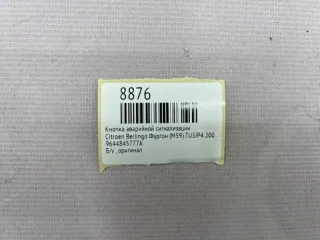 8876
Кнопка аварийной сигнализации
Citroen Berlingo Фургон (M59) TU5JP4 200
9644845777A
Б/у, оригинал